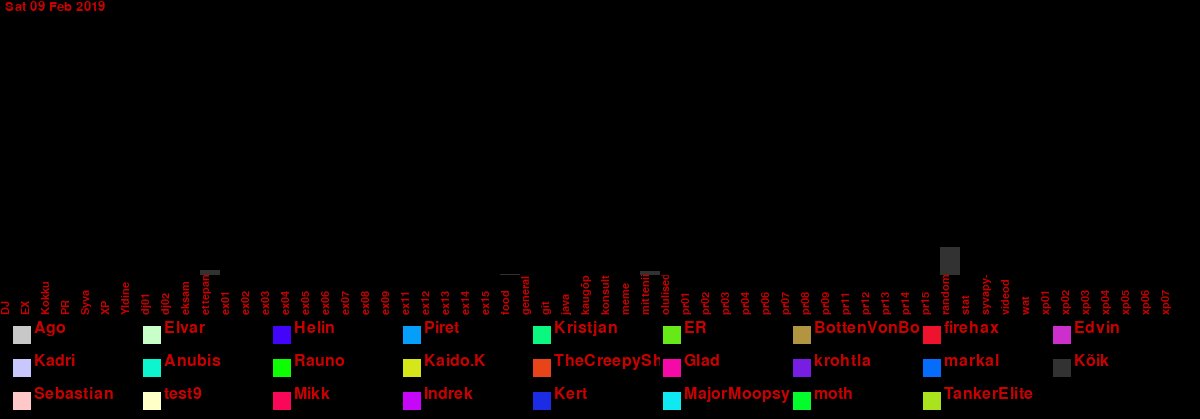 Sat 09 Feb 2019
DJ EX Kokku PR Syva XP Yldine dj01 dj02 eksam ettepan ex01 ex02 ex03 ex04 ex05 ex06 ex07 ex08 ex09 ex11 ex12 ex13 ex14 ex15 food general git java kaugõp konsult meme mitteni olulised pr01 pr02 pr03 pr04 pr06 pr07 pr08 pr09 pr11 pr12 pr13 pr14 pr15 random stat syvapy- videod wat xp01 xp02 xp03 xp04 xp05 xp06 xp07
Ago Elvar Helin Piret Kristjan ER BottenVonBo firehax Edvin
Kadri Anubis Rauno Kaido.K TheCreepySh Glad krohtla markal Kõik
Sebastian test9 Mikk Indrek Kert MajorMoopsy moth TankerElite